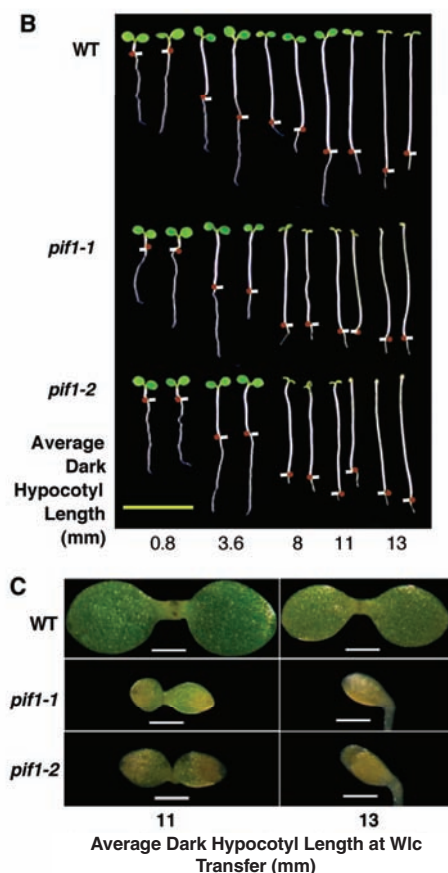 B
WT
pif1-1
pif1-2
Average
Dark
Hypocotyl
Length
(mm)
0.8 3.6 8 11 13
C
WT
pif1-1
pif1-2
11 13
Average Dark Hypocotyl Length at Wlc
Transfer (mm)